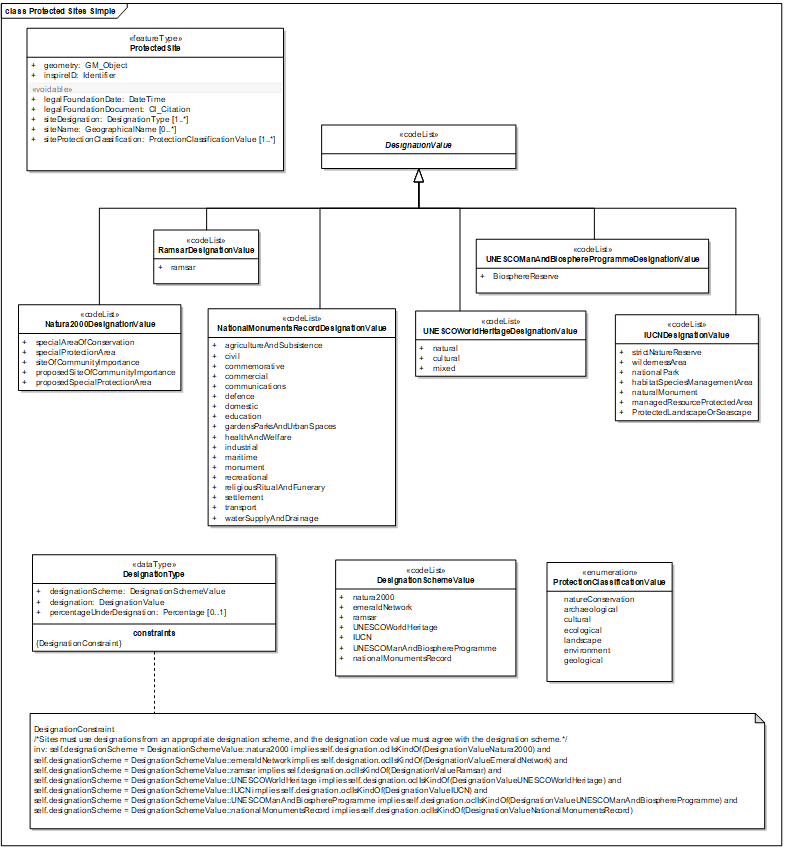 class Protected Sites Simple
«featureType»
ProtectedSite
+ geometry: GM_Object
+ inspireID: Identifier
«voidable»
+ legalFoundationDate: DateTime
+ legalFoundationDocument: CI_Citation
+ siteDesignation: DesignationType [1..*]
+ siteName: GeographicalName [0..*]
+ siteProtectionClassification: ProtectionClassificationValue [1..*]
«codeList»
DesignationValue
«codeList»
RamsarDesignationValue
+ ramsar
«codeList»
UNESCOManAndBiosphereProgrammeDesignationValue
+ BiosphereReserve
«codeList»
Natura2000DesignationValue
+ specialAreaOfConservation
+ specialProtectionArea
+ siteOfCommunityImportance
+ proposedSiteOfCommunityImportance
+ proposedSpecialProtectionArea
«codeList»
NationalMonumentsRecordDesignationValue
+ agricultureAndSubsistence
+ civil
+ commemorative
+ commercial
+ communications
+ defence
+ domestic
+ education
+ gardensParksAndUrbanSpaces
+ healthAndWelfare
+ industrial
+ maritime
+ monument
+ recreational
+ religiousRitualAndFunerary
+ settlement
+ transport
+ waterSupplyAndDrainage
«codeList»
UNESCOWorldHeritageDesignationValue
+ natural
+ cultural
+ mixed
«codeList»
IUCNDesignationValue
+ strictNatureReserve
+ wildernessArea
+ nationalPark
+ habitatSpeciesManagementArea
+ naturalMonument
+ managedResourceProtectedArea
+ ProtectedLandscapeOrSeascape
«dataType»
DesignationType
+ designationScheme: DesignationSchemeValue
+ designation: DesignationValue
+ percentageUnderDesignation: Percentage [0..1]
constraints
{DesignationConstraint}
«codeList»
DesignationSchemeValue
+ natura2000
+ emeraldNetwork
+ ramsar
+ UNESCOWorldHeritage
+ IUCN
+ UNESCOManAndBiosphereProgramme
+ nationalMonumentsRecord
«enumeration»
ProtectionClassificationValue
natureConservation
archaeological
cultural
ecological
landscape
environment
geological
DesignationConstraint
/*Sites must use designations from an appropriate designation scheme, and the designation code value must agree with the designation scheme.*/
inv: self.designationScheme = DesignationSchemeValue::natura2000 implies self.designation.oclIsKindOf(DesignationValueNatura2000) and
self.designationScheme = DesignationSchemeValue::emeraldNetwork implies self.designation.oclIsKindOf(DesignationValueEmeraldNetwork) and
self.designationScheme = DesignationSchemeValue::ramsar implies self.designation.oclIsKindOf(DesignationValueRamsar) and
self.designationScheme = DesignationSchemeValue::UNESCOWorldHeritage implies self.designation.oclIsKindOf(DesignationValueUNESCOWorldHeritage) and
self.designationScheme = DesignationSchemeValue::IUCN implies self.designation.oclIsKindOf(DesignationValueIUCN) and
self.designationScheme = DesignationSchemeValue::UNESCOManAndBiosphereProgramme implies self.designation.oclIsKindOf(DesignationValueUNESCOManAndBiosphereProgramme) and
self.designationScheme = DesignationSchemeValue::nationalMonumentsRecord implies self.designation.oclIsKindOf(DesignationValueNationalMonumentsRecord)